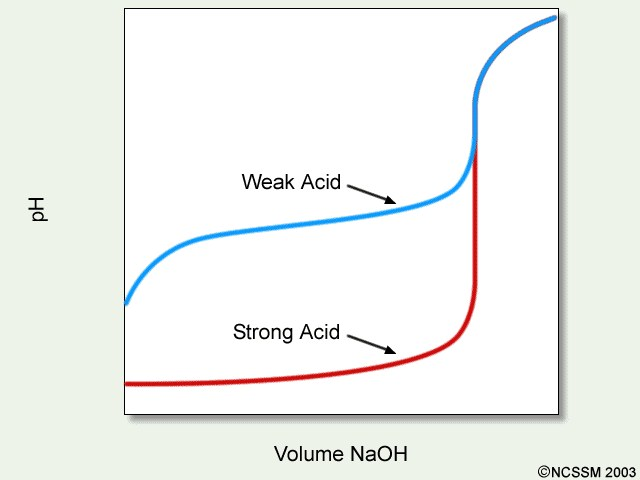 Weak Acid
pH
Strong Acid
Volume NaOH
©NCSSM 2003